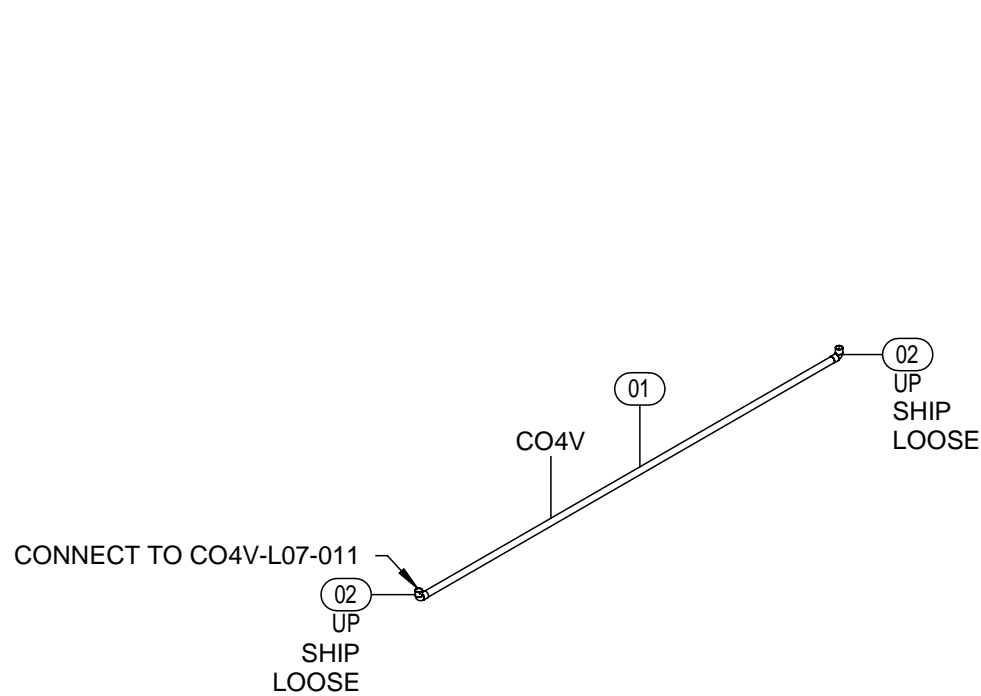 02
UP
SHIP
LOOSE
01
CO4V
CONNECT TO CO4V-L07-011
02
UP
SHIP
LOOSE